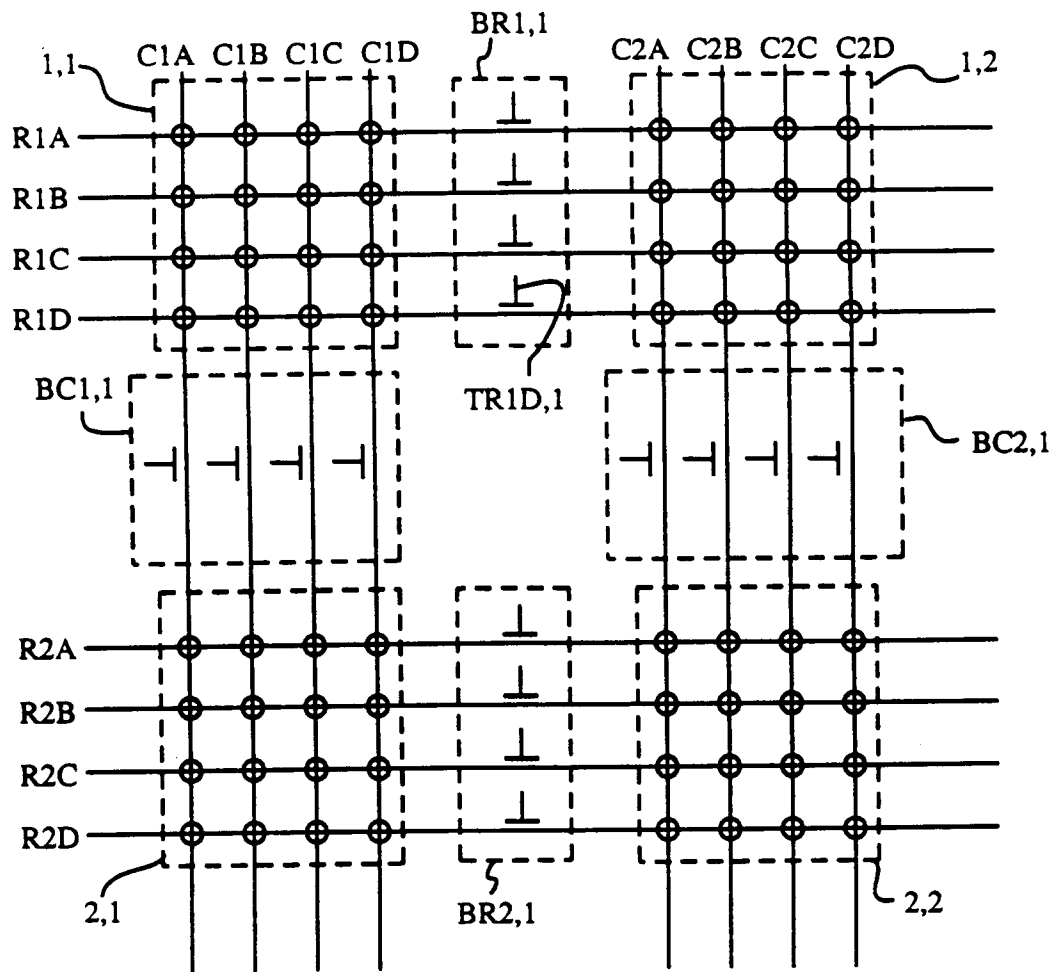 BR1,1
C1A C1B C1C C1D
C2A C2B C2C C2D
1,1
1,2
R1A
R1B
R1C
R1D
TR1D,1
BC1,1
BC2,1
R2A
R2B
R2C
R2D
2,1
BR2,1
2,2